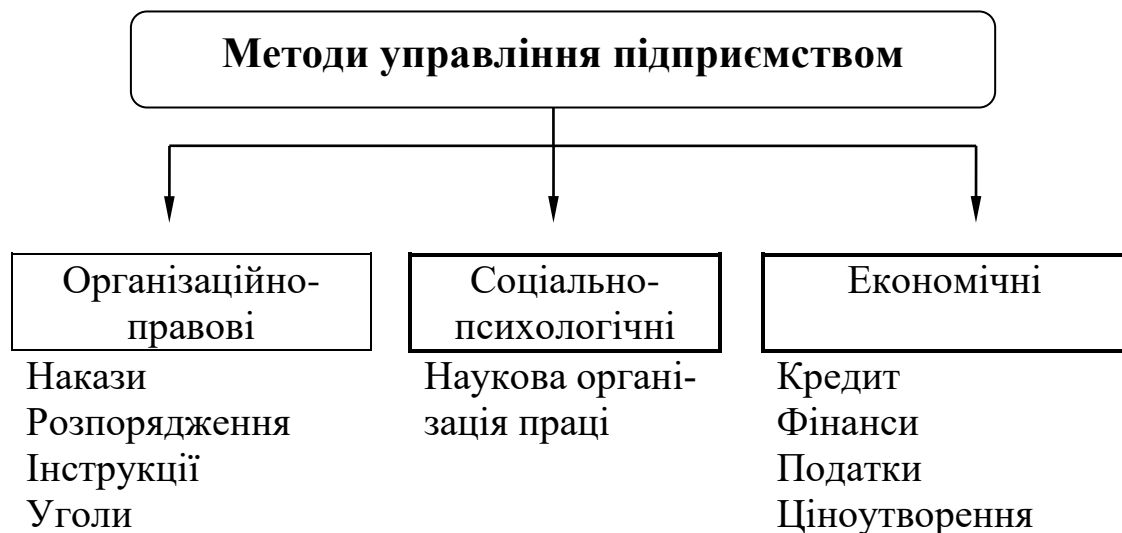 Методи управління підприємством
Організаційно-
правові
Накази
Розпорядження
Інструкції
Уголи
Соціально-
психологічні
Наукова органі-
зація праці
Економічні
Кредит
Фінанси
Податки
Ціноутворення